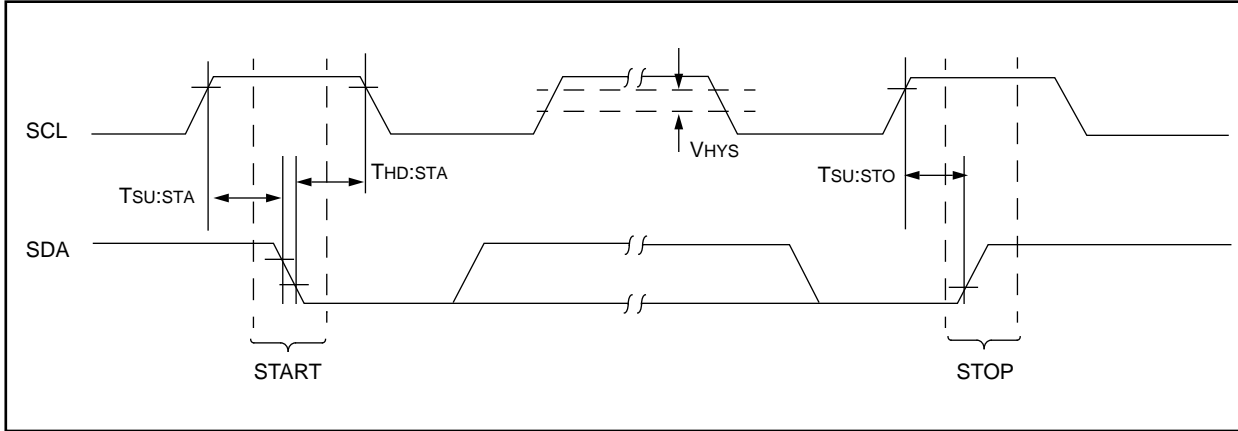 SCL
VHYS
THD:STA
TSU:STA
TSU:STO
SDA
START
STOP